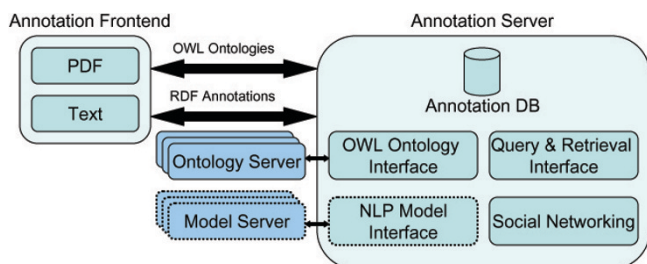 Annotation Frontend
PDF
Text
OWL Ontologies
RDF Annotations
Annotation Server
Annotation DB
Ontology Server
OWL Ontology
Interface
Query & Retrieval
Interface
Model Server
NLP Model
Interface
Social Networking